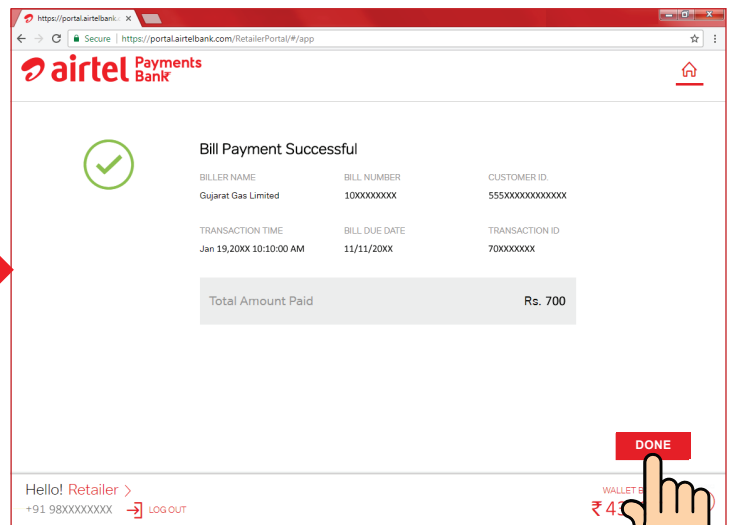 https://portal.airtelbank.c
Secure | https://portal.airtelbank.com/RetailerPortal/#/app
airtel Payments
Bank
Bill Payment Successful
BILLER NAME BILL NUMBER CUSTOMER ID.
Gujarat Gas Limited 10XXXXXXXX 555XXXXXXXXXXXX
TRANSACTION TIME BILL DUE DATE TRANSACTION ID
Jan 19,20XX 10:10:00 AM 11/11/20XX 70XXXXXXX
Total Amount Paid Rs. 700
DONE
Hello! Retailer >
+91 98XXXXXXXX LOG OUT
WALLET
₹